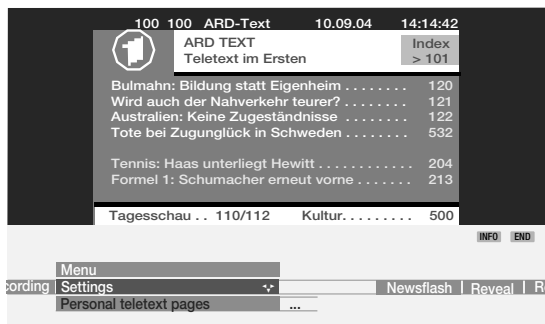 100 100 ARD-Text 10.09.04 14:14:42
ARD TEXT Index
Teletext im Ersten > 101
Bulmahn: Bildung statt Eigenheim . . . . . . . . 120
Wird auch der Nahverkehr teurer? . . . . . . . . 121
Australien: Keine Zugeständnisse . . . . . . . . 122
Tote bei Zugunglück in Schweden . . . . . . . . 532
Tennis: Haas unterliegt Hewitt . . . . . . . . . . . . 204
Formel 1: Schumacher erneut vorne . . . . . . . 213
Tagesschau . . 110/112 Kultur. . . . . . . . . 500
INFO END
Menu
cording Settings Newsflash Reveal R
Personal teletext pages ...